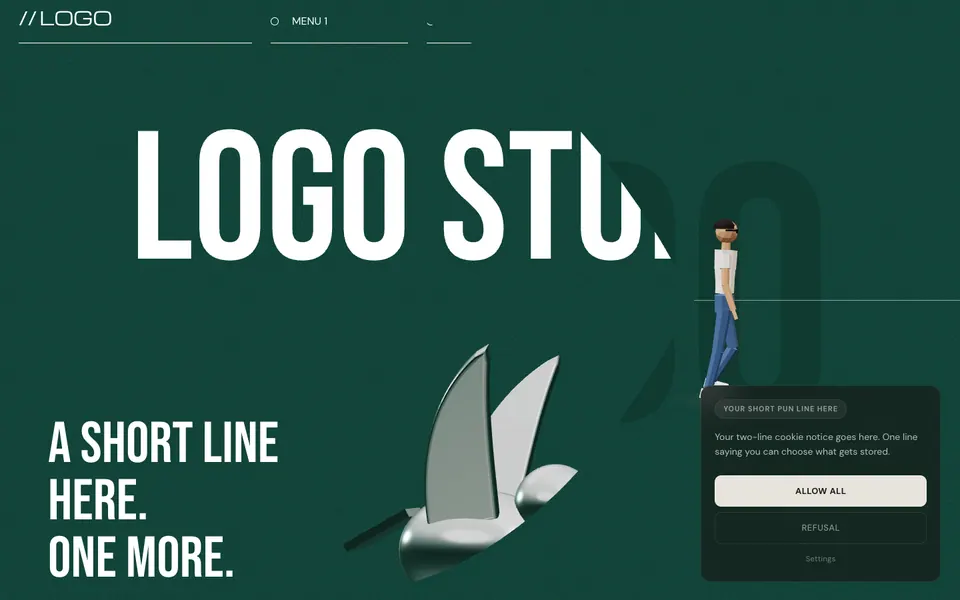 //LOGO
MENU 1
LOGO STU
A SHORT LINE
HERE.
ONE MORE.
YOUR SHORT PUN LINE HERE
Your two-line cookie notice goes here. One line
saying you can choose what gets stored.
ALLOW ALL
REFUSAL
Settings